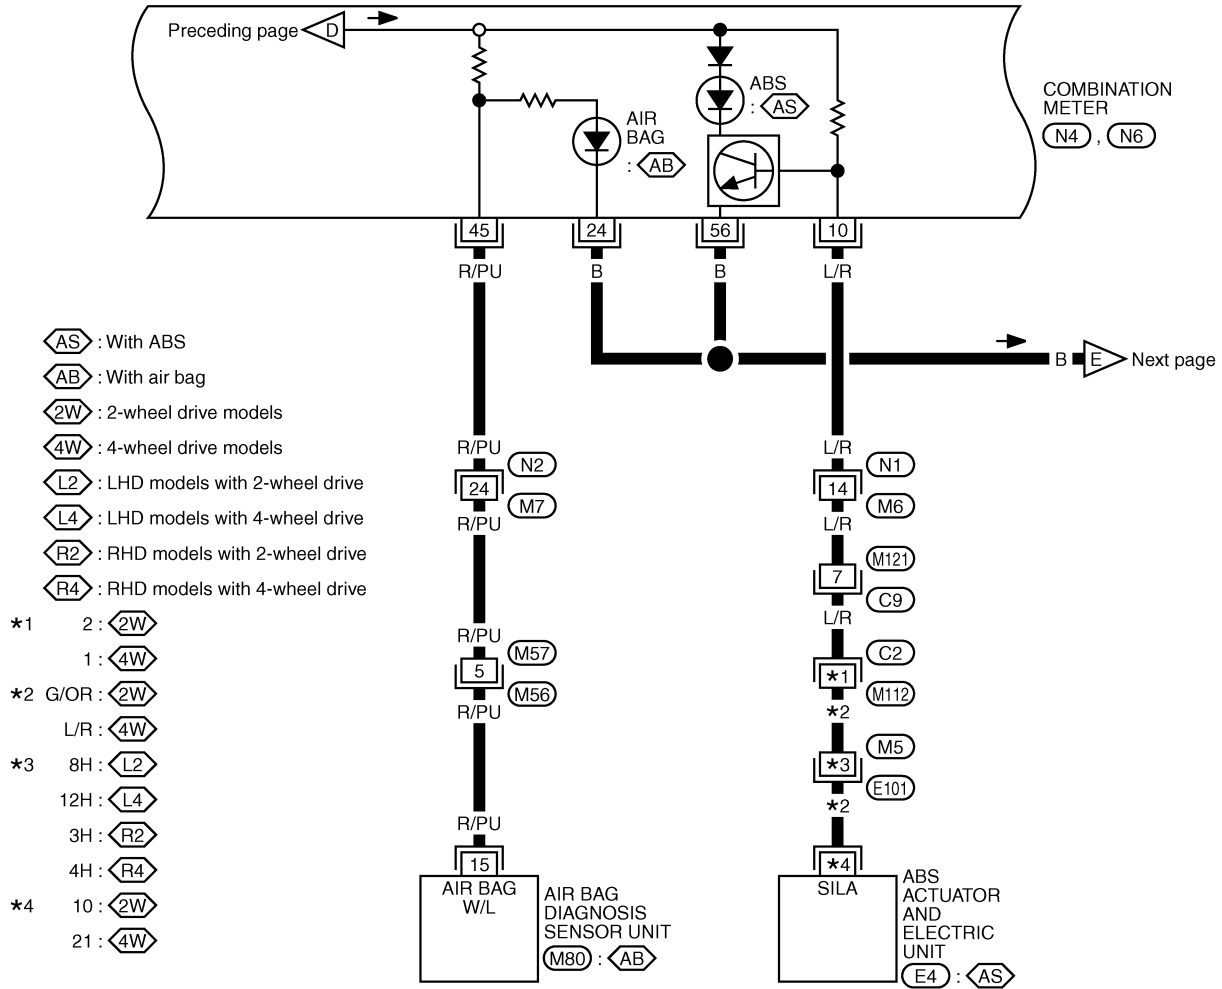 Preceding page D
ABS
: AS
AIR
BAG
: AB
COMBINATION
METER
N4 , N6
45 24 56 10
R/PU B B L/R
B E Next page
AS : With ABS
AB : With air bag
2W : 2-wheel drive models
4W : 4-wheel drive models
L2 : LHD models with 2-wheel drive
L4 : LHD models with 4-wheel drive
R2 : RHD models with 2-wheel drive
R4 : RHD models with 4-wheel drive
*1 2 : 2W
1 : 4W
*2 G/OR : 2W
L/R : 4W
*3 8H : L2
12H : L4
3H : R2
4H : R4
*4 10 : 2W
21 : 4W
R/PU
N2
24
M7
R/PU
R/PU
M57
5
M56
R/PU
R/PU
15
AIR BAG
W/L
AIR BAG
DIAGNOSIS
SENSOR UNIT
M80 : AB
L/R
N1
14
M6
L/R
M121
7
C9
L/R
C2
*1
M112
*2
M5
*3
E101
*2
*4
SILA
ABS
ACTUATOR
AND
ELECTRIC
UNIT
E4 : AS